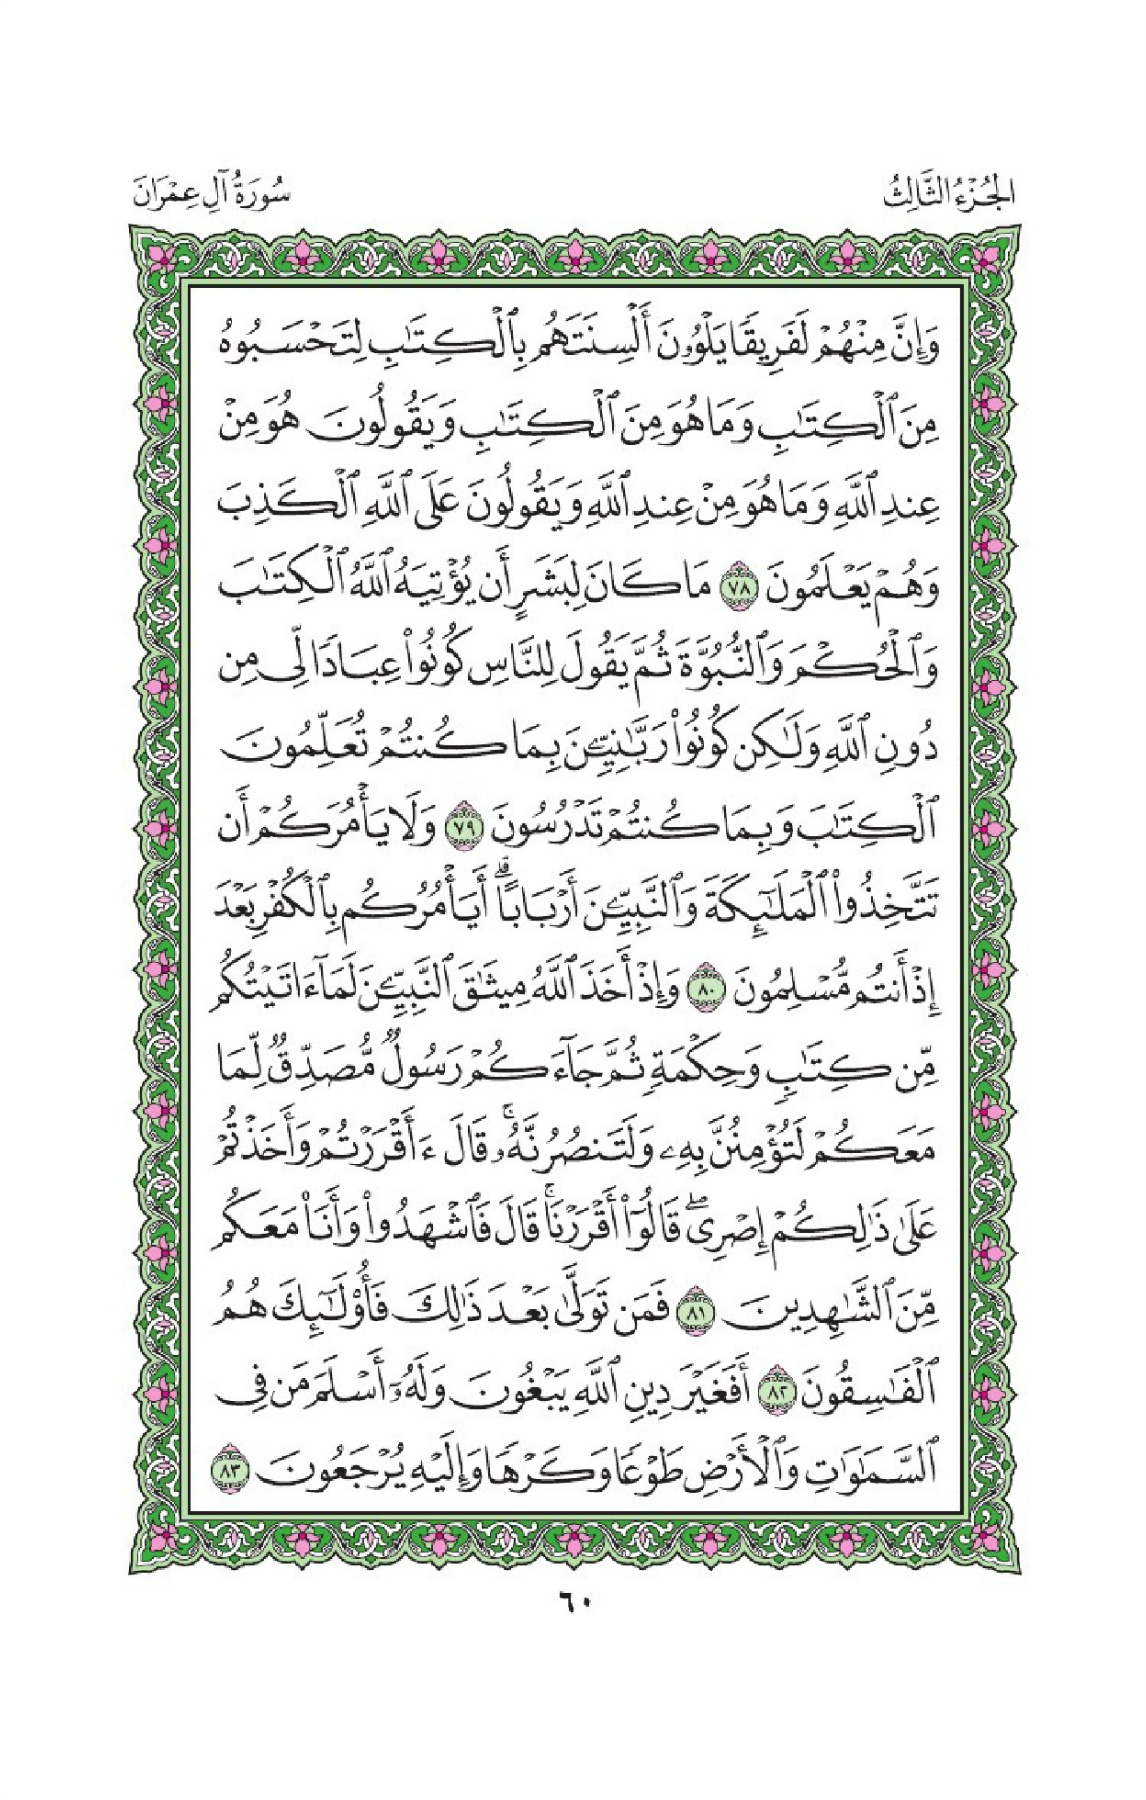 الجُزْءُ الثَّالِثُ
سُورَةُ آلِ عِمْرَانَ
وَإِنَّ مِنْهُمْ لَفَرِيقًا يَلْوُۥنَ أَلْسِنَتَهُم بِٱلْكِتَٰبِ لِتَحْسَبُوهُ
مِنَ ٱلْكِتَٰبِ وَمَا هُوَ مِنَ ٱلْكِتَٰبِ وَيَقُولُونَ هُوَ مِنْ
عِندِ ٱللَّهِ وَمَا هُوَ مِنْ عِندِ ٱللَّهِ وَيَقُولُونَ عَلَى ٱللَّهِ ٱلْكَذِبَ
وَهُمْ يَعْلَمُونَ ٧٨ مَا كَانَ لِبَشَرٍ أَن يُؤْتِيَهُ ٱللَّهُ ٱلْكِتَٰبَ
وَٱلْحُكْمَ وَٱلنُّبُوَّةَ ثُمَّ يَقُولَ لِلنَّاسِ كُونُوا۟ عِبَادًا لِّى مِن
دُونِ ٱللَّهِ وَلَٰكِن كُونُوا۟ رَبَّٰنِيِّۦنَ بِمَا كُنتُمْ تُعَلِّمُونَ
ٱلْكِتَٰبَ وَبِمَا كُنتُمْ تَدْرُسُونَ ٧٩ وَلَا يَأْمُرَكُمْ أَن
تَتَّخِذُوا۟ ٱلْمَلَٰٓئِكَةَ وَٱلنَّبِيِّۦنَ أَرْبَابًا ۗ أَيَأْمُرُكُم بِٱلْكُفْرِ بَعْدَ
إِذْ أَنتُم مُّسْلِمُونَ ٨٠ وَإِذْ أَخَذَ ٱللَّهُ مِيثَٰقَ ٱلنَّبِيِّۦنَ لَمَآ ءَاتَيْتُكُم
مِّن كِتَٰبٍ وَحِكْمَةٍ ثُمَّ جَآءَكُمْ رَسُولٌ مُّصَدِّقٌ لِّمَا
مَعَكُمْ لَتُؤْمِنُنَّ بِهِۦ وَلَتَنصُرُنَّهُۥ ۚ قَالَ ءَأَقْرَرْتُمْ وَأَخَذْتُمْ
عَلَىٰ ذَٰلِكُمْ إِصْرِى ۖ قَالُوٓا۟ أَقْرَرْنَا ۚ قَالَ فَٱشْهَدُوا۟ وَأَنَا۠ مَعَكُم
مِّنَ ٱلشَّٰهِدِينَ ٨١ فَمَن تَوَلَّىٰ بَعْدَ ذَٰلِكَ فَأُو۟لَٰٓئِكَ هُمُ
ٱلْفَٰسِقُونَ ٨٢ أَفَغَيْرَ دِينِ ٱللَّهِ يَبْغُونَ وَلَهُۥٓ أَسْلَمَ مَن فِى
ٱلسَّمَٰوَٰتِ وَٱلْأَرْضِ طَوْعًا وَكَرْهًا وَإِلَيْهِ يُرْجَعُونَ ٨٣
٦٠